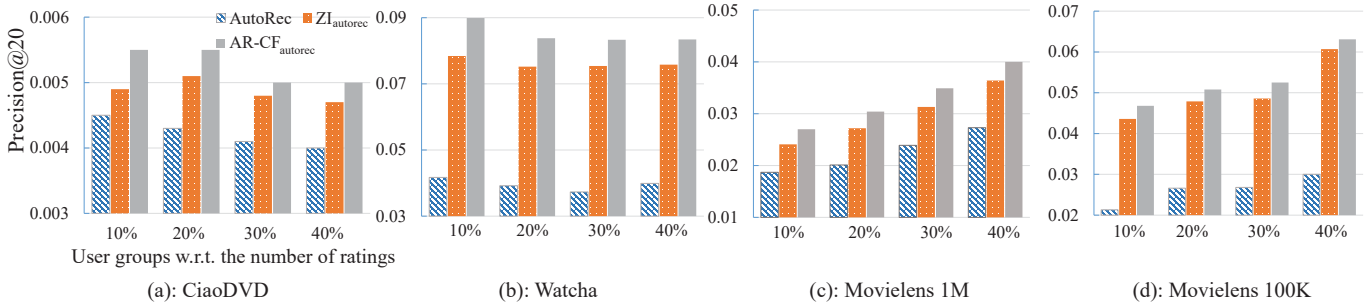 Precision@20
AutoRec ZI_autorec
AR-CF_autorec
0.006
0.005
0.004
0.003
10% 20% 30% 40%
User groups w.r.t. the number of ratings
(a): CiaoDVD
0.09
0.07
0.05
0.03
10% 20% 30% 40%
(b): Watcha
0.05
0.04
0.03
0.02
0.01
10% 20% 30% 40%
(c): Movielens 1M
0.07
0.06
0.05
0.04
0.03
0.02
10% 20% 30% 40%
(d): Movielens 100K